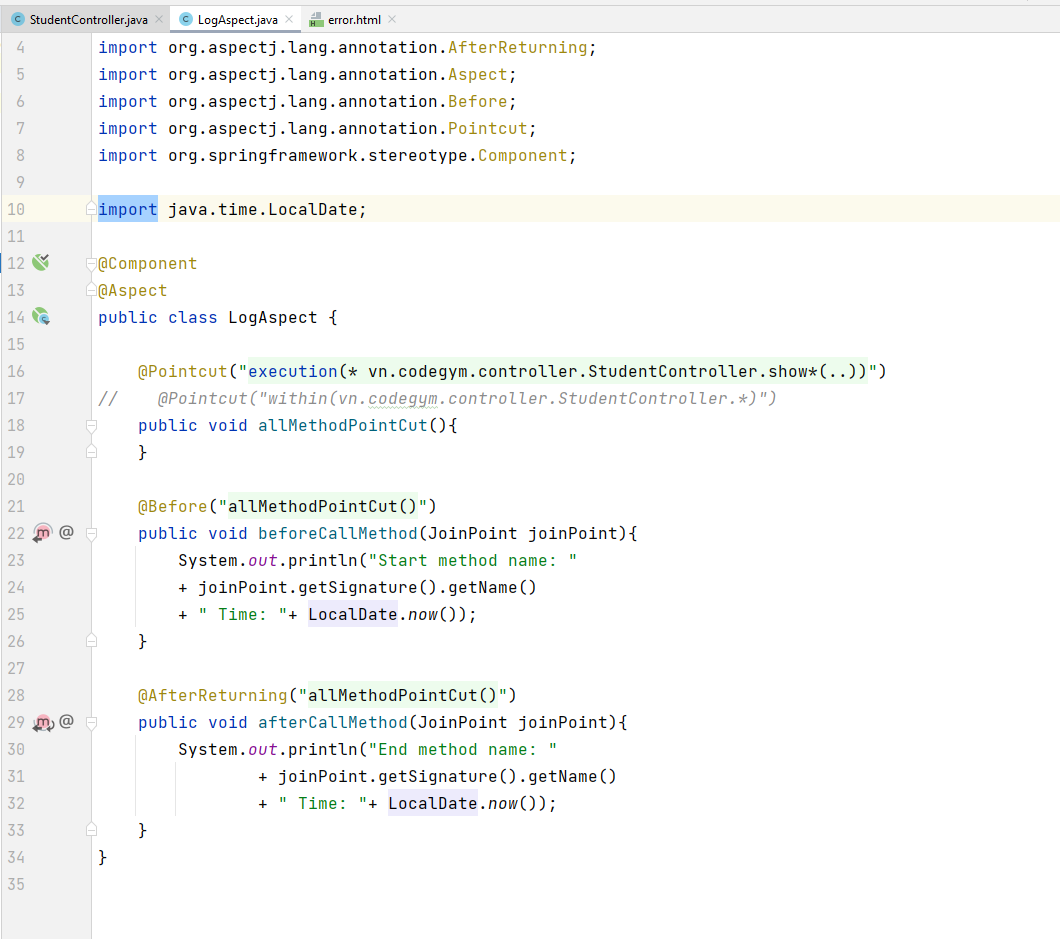 StudentController.java LogAspect.java error.html
4 import org.aspectj.lang.annotation.AfterReturning;
5 import org.aspectj.lang.annotation.Aspect;
6 import org.aspectj.lang.annotation.Before;
7 import org.aspectj.lang.annotation.Pointcut;
8 import org.springframework.stereotype.Component;
9
10 import java.time.LocalDate;
11
12 @Component
13 @Aspect
14 public class LogAspect {
15
16 @Pointcut("execution(* vn.codegym.controller.StudentController.show*(..))")
17 // @Pointcut("within(vn.codegym.controller.StudentController.*)")
18 public void allMethodPointCut(){
19 }
20
21 @Before("allMethodPointCut()")
22 public void beforeCallMethod(JoinPoint joinPoint){
23 System.out.println("Start method name: "
24 + joinPoint.getSignature().getName()
25 + " Time: "+ LocalDate.now());
26 }
27
28 @AfterReturning("allMethodPointCut()")
29 public void afterCallMethod(JoinPoint joinPoint){
30 System.out.println("End method name: "
31 + joinPoint.getSignature().getName()
32 + " Time: "+ LocalDate.now());
33 }
34 }
35